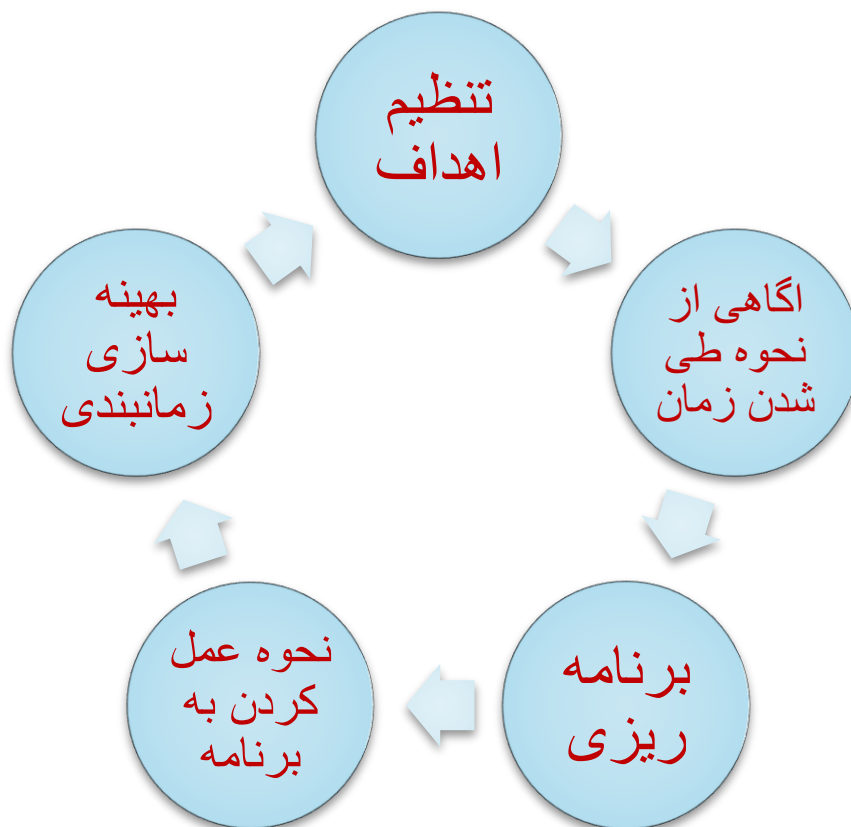 تنظیم
اهداف
اگاهی از
نحوه طی
شدن زمان
برنامه
ریزی
نحوه عمل
کردن به
برنامه
بهینه
سازی
زمانبندی